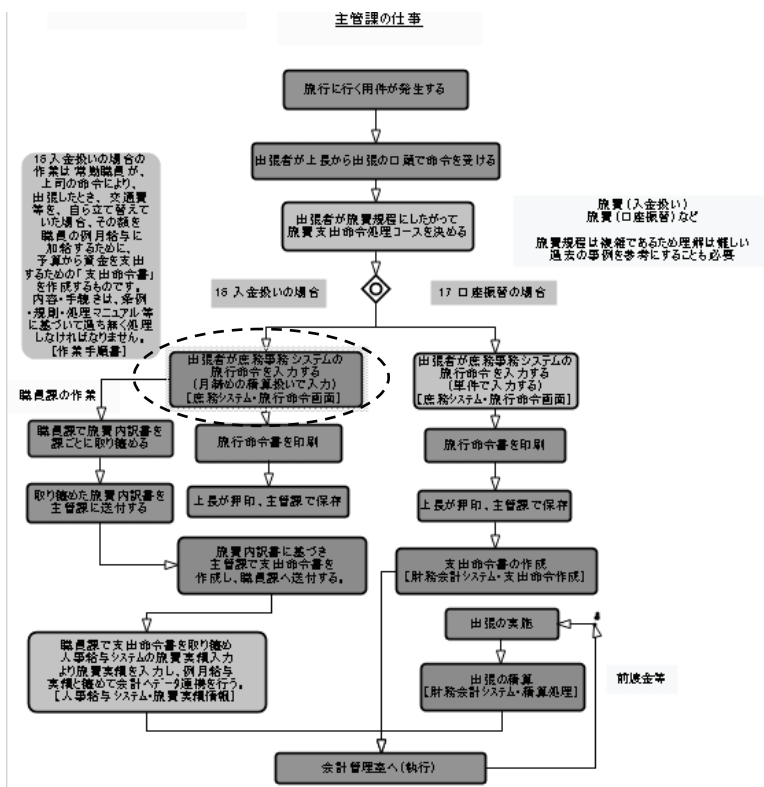 主管課の仕事
旅行に行く用件が発生する
出張者が上長から出張の口頭で命令を受ける
16 入金扱いの場合の
作業は常勤職員が、
上司の命令により、
出張したとき、交通費
等を、自ら立て替えて
いた場合、その額を
職員の例月給与に
加給するために、
予算から資金を支出
するための「支出命令書」
を作成するものです。
内容・手続きは、条例
・規則・処理マニュアル等
に基づいて過ち無く処理
しなければなりません。
[作業手順書]
出張者が旅費規程にしたがって
旅費支出命令処理コースを決める
旅費(入金扱い)
旅費(口座振替)など
旅費規程は複雑であるため理解は難しい
過去の事例を参考にすることも必要
16 入金扱いの場合
17 口座振替の場合
出張者が庶務事務システムの
旅行命令を入力する
(月締めの積算扱いで入力)
[庶務システム・旅行命令画面]
出張者が庶務事務システムの
旅行命令を入力する
(単件で入力する)
[庶務システム・旅行命令画面]
職員課の作業
職員課で旅費内訳書を
課ごとに取り纏める
旅行命令書を印刷
旅行命令書を印刷
取り纏めた旅費内訳書を
主管課に送付する
上長が押印、主管課で保存
上長が押印、主管課で保存
旅費内訳書に基づき
主管課で支出命令書を
作成し、職員課へ送付する。
支出命令書の作成
[財務会計システム・支出命令作成]
出張の実施
職員課で支出命令書を取り纏め
人事給与システムの旅費実績入力
より旅費実績を入力し、例月給与
実績と纏めて会計へデータ連携を行う。
[人事給与システム・旅費実績情報]
出張の積算
[財務会計システム・積算処理]
前渡金等
会計管理室へ(執行)